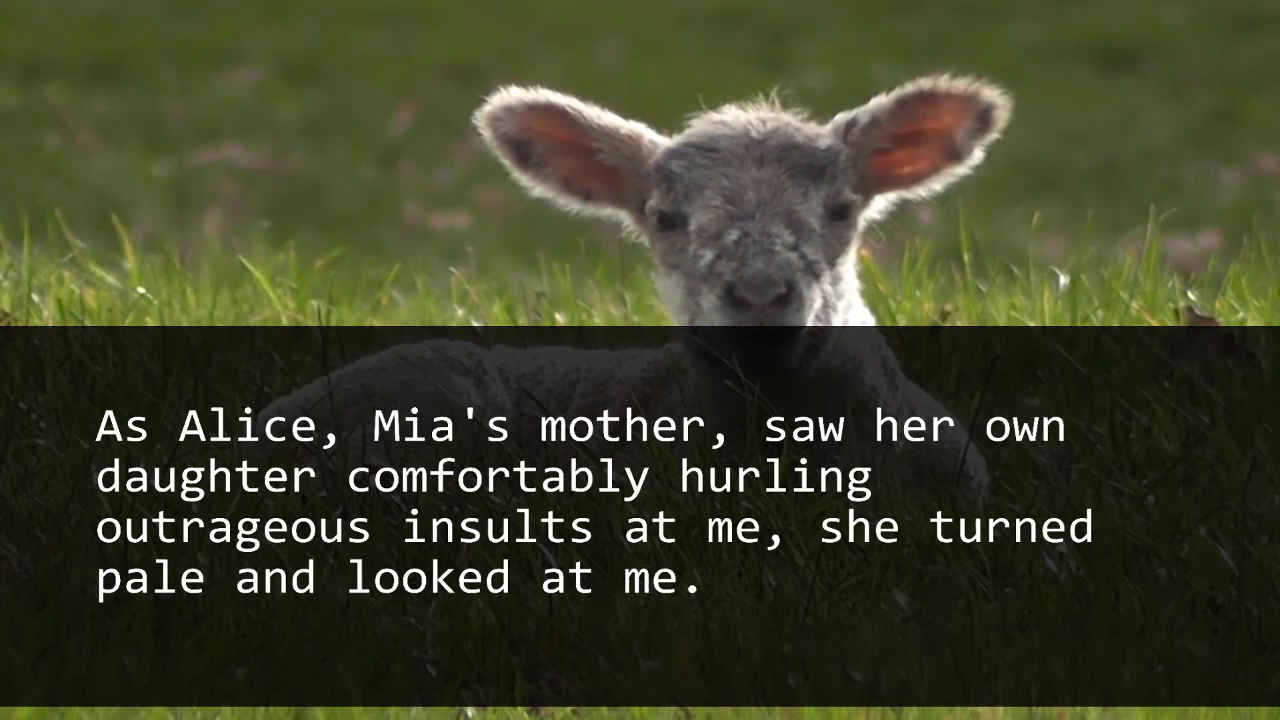 As Alice, Mia's mother, saw her own
daughter comfortably hurling
outrageous insults at me, she turned
pale and looked at me.